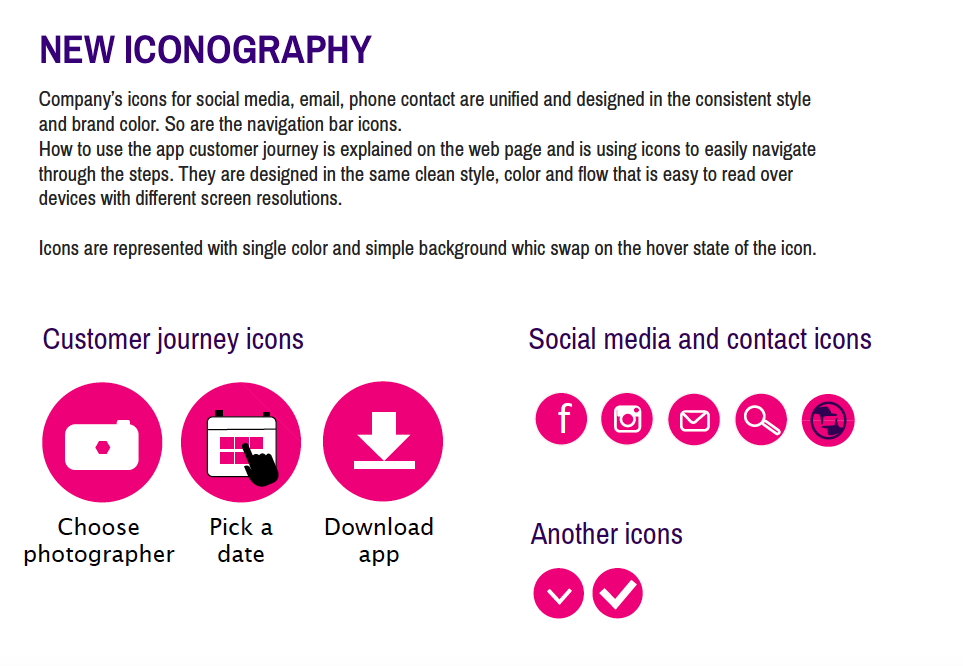 NEW ICONOGRAPHY
Company's icons for social media, email, phone contact are unified and designed in the consistent style
and brand color. So are the navigation bar icons.
How to use the app customer journey is explained on the web page and is using icons to easily navigate
through the steps. They are designed in the same clean style, color and flow that is easy to read over
devices with different screen resolutions.
Icons are represented with single color and simple background whic swap on the hover state of the icon.
Customer journey icons
Choose
photographer
Pick a
date
Download
app
Social media and contact icons
f
Another icons